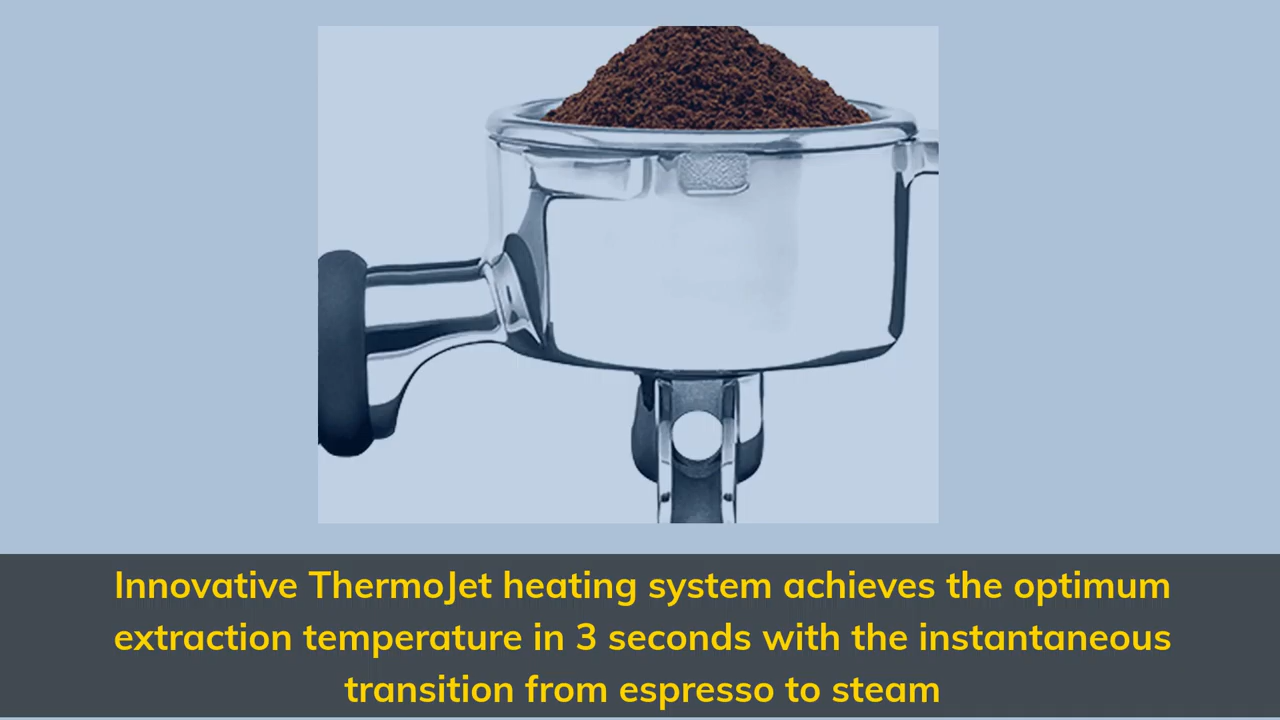 Innovative ThermoJet heating system achieves the optimum
extraction temperature in 3 seconds with the instantaneous
transition from espresso to steam